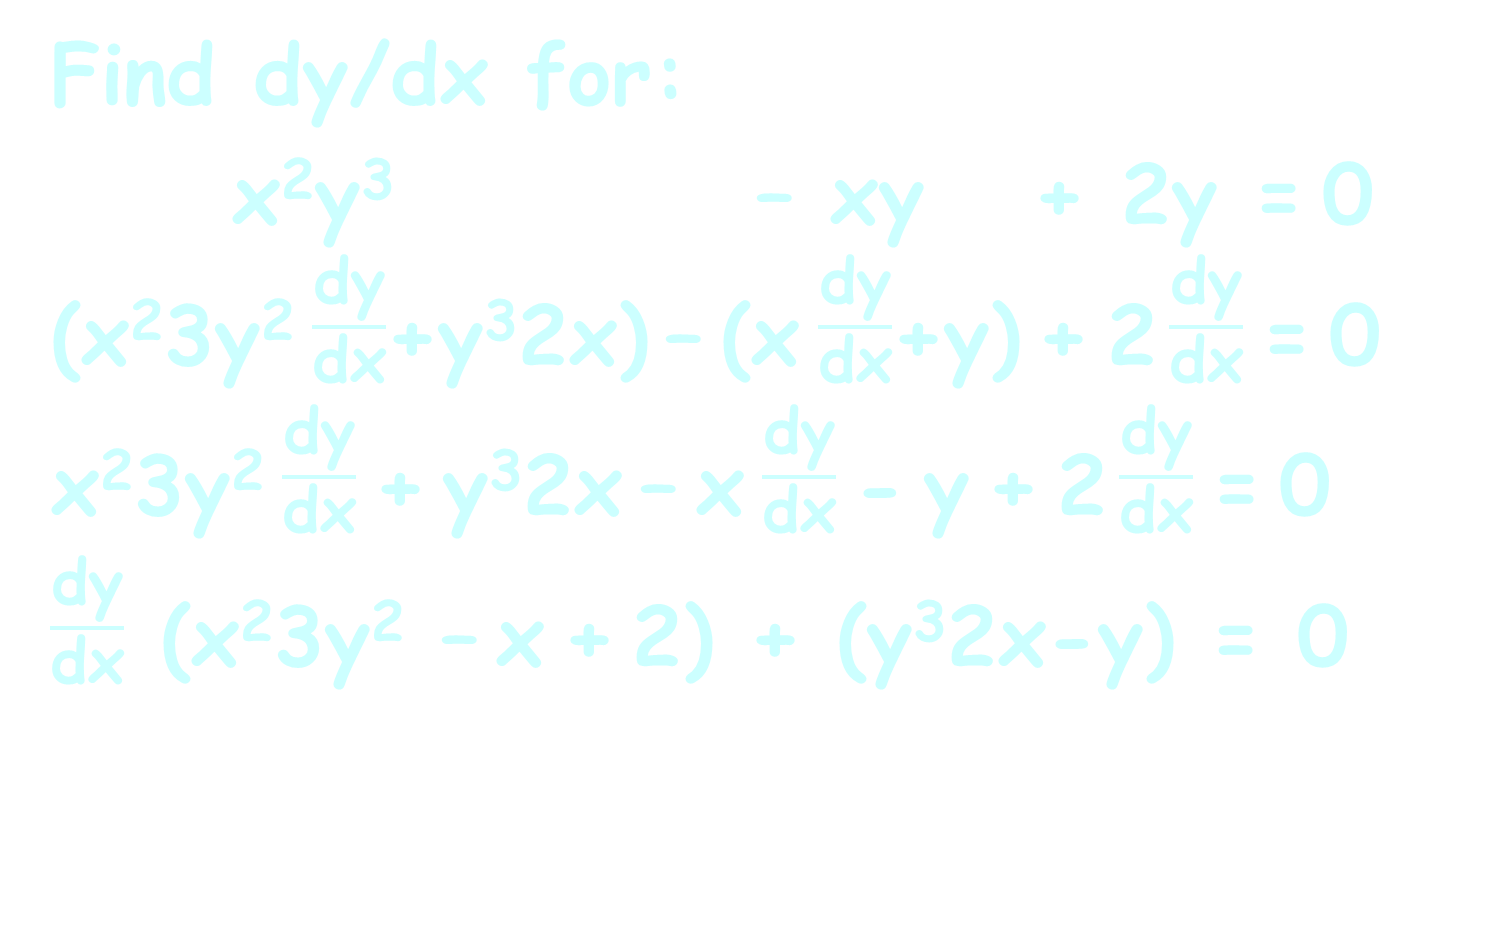 Find dy/dx for:
x²y³ - xy + 2y = 0
(x²3y² dy/dx +y³2x) - (x dy/dx +y) + 2 dy/dx = 0
x²3y² dy/dx + y³2x - x dy/dx - y + 2 dy/dx = 0
dy/dx (x²3y² - x + 2) + (y³2x-y) = 0